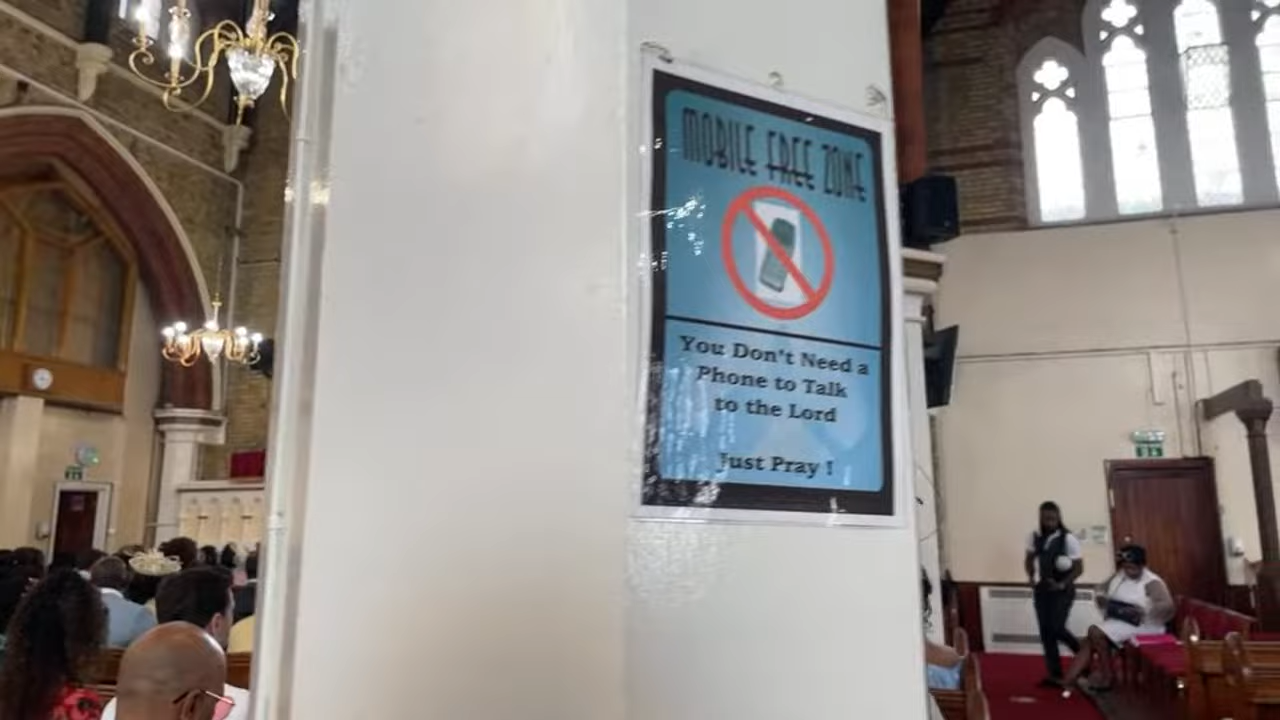 MOBILE FREE ZONE
You Don't Need a
Phone to Talk
to the Lord
Just Pray !